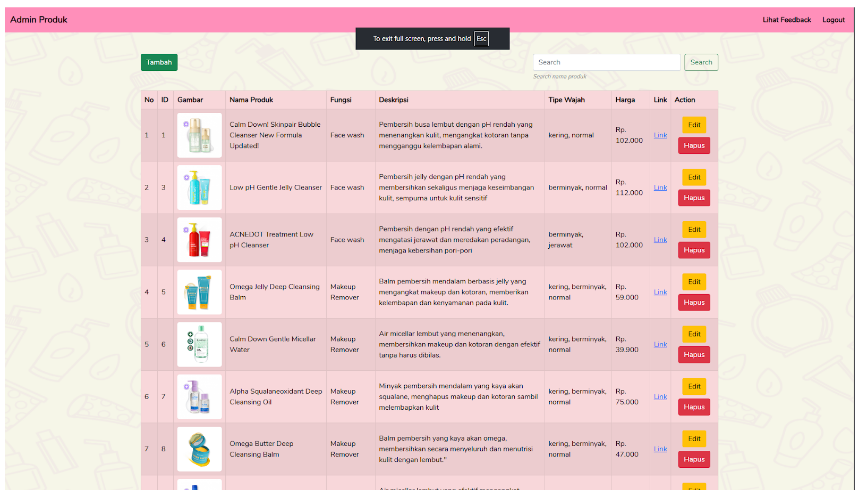 Admin Produk Lihat Feedback Logout
To exit full screen, press and hold Esc
Tambah Search Search
Search nama produk
No ID Gambar Nama Produk Fungsi Deskripsi Tipe Wajah Harga Link Action
1 1 Calm Down! Skinpair Bubble Cleanser New Formula Updated! Face wash Pembersih busa lembut dengan pH rendah yang menenangkan kulit, mengangkat kotoran tanpa mengganggu kelembapan alami. kering, normal Rp. 102.000 Link Edit Hapus
2 3 Low pH Gentle Jelly Cleanser Face wash Pembersih jelly dengan pH rendah yang membersihkan sekaligus menjaga keseimbangan kulit, sempurna untuk kulit sensitif berminyak, normal Rp. 112.000 Link Edit Hapus
3 4 ACNEDOT Treatment Low pH Cleanser Face wash Pembersih dengan pH rendah yang efektif mengatasi jerawat dan meredakan peradangan, menjaga kebersihan pori-pori berminyak, jerawat Rp. 102.000 Link Edit Hapus
4 5 Omega Jelly Deep Cleansing Balm Makeup Remover Balm pembersih mendalam berbasis jelly yang mengangkat makeup dan kotoran, memberikan kelembapan dan kenyamanan pada kulit. kering, berminyak, normal Rp. 59.000 Link Edit Hapus
5 6 Calm Down Gentle Micellar Water Makeup Remover Air micellar lembut yang menenangkan, membersihkan makeup dan kotoran dengan efektif tanpa harus dibilas. kering, berminyak, normal Rp. 39.900 Link Edit Hapus
6 7 Alpha Squalaneoxidant Deep Cleansing Oil Makeup Remover Minyak pembersih mendalam yang kaya akan squalane, menghapus makeup dan kotoran sambil melembapkan kulit kering, berminyak, normal Rp. 75.000 Link Edit Hapus
7 8 Omega Butter Deep Cleansing Balm Makeup Remover Balm pembersih yang kaya akan omega, membersihkan secara menyeluruh dan menutrisi kulit dengan lembut." kering, berminyak, normal Rp. 47.000 Link Edit Hapus